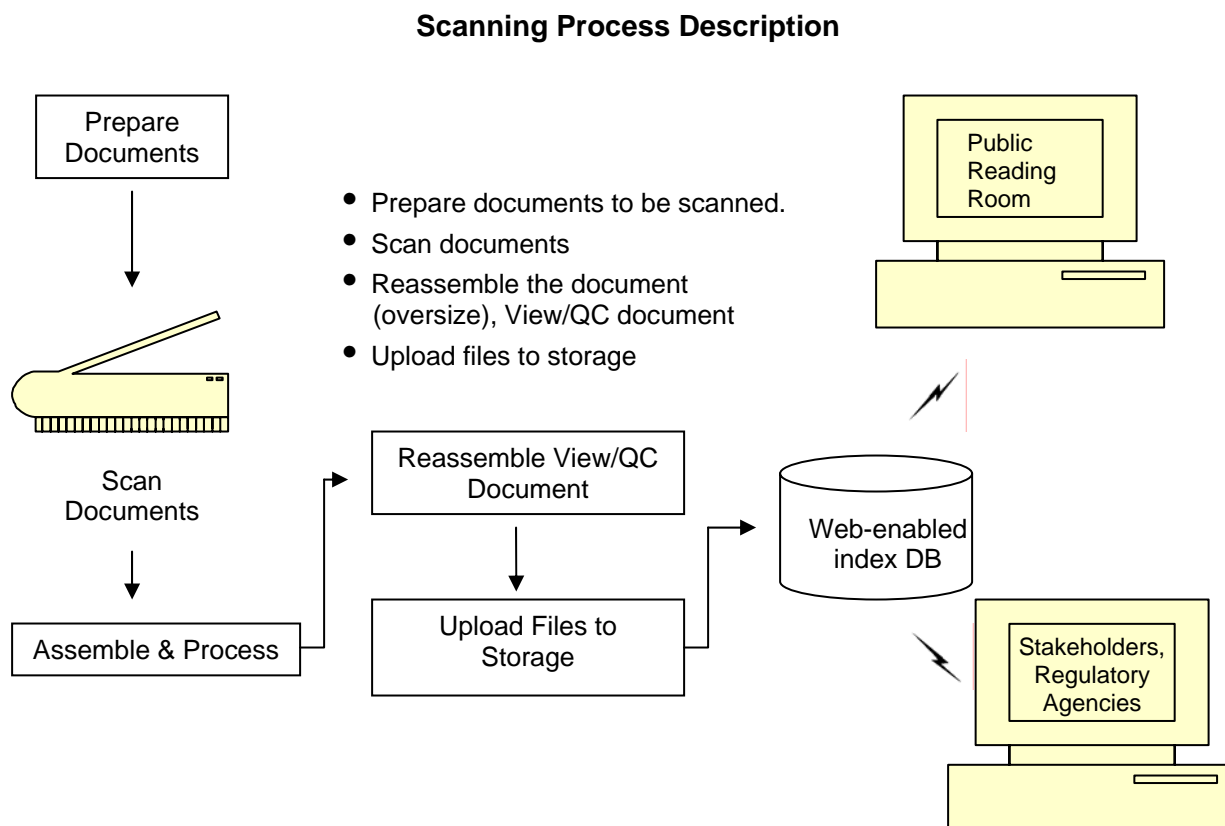 Scanning Process Description
Prepare
Documents
• Prepare documents to be scanned.
• Scan documents
• Reassemble the document
(oversize), View/QC document
• Upload files to storage
Public
Reading
Room
Scan
Documents
Assemble & Process
Reassemble View/QC
Document
Upload Files to
Storage
Web-enabled
index DB
Stakeholders,
Regulatory
Agencies